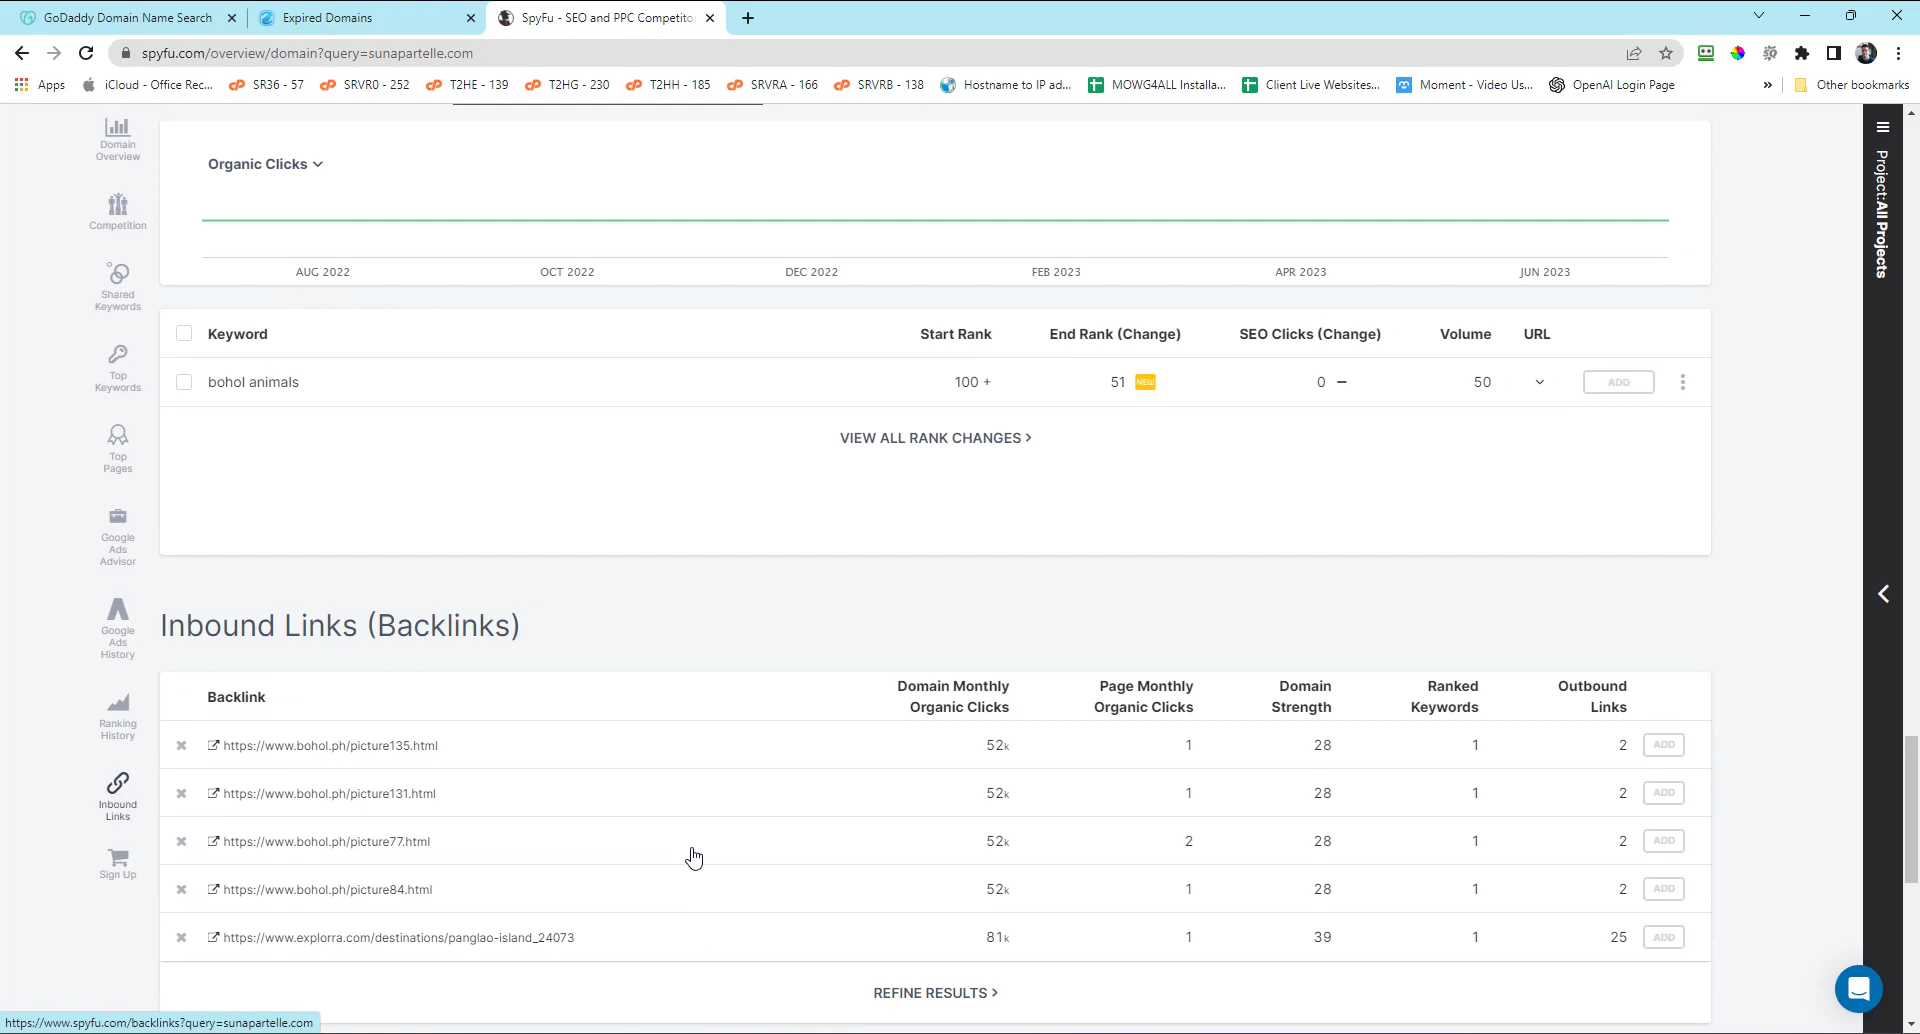 GoDaddy Domain Name Search
Expired Domains
SpyFu - SEO and PPC Competito
spyfu.com/overview/domain?query=sunapartelle.com
Apps
iCloud - Office Rec...
SR36 - 57
SRVR0 - 252
T2HE - 139
T2HG - 230
T2HH - 185
SRVRA - 166
SRVRB - 138
Hostname to IP ad...
MOWG4ALL Installa...
Client Live Websites...
Moment - Video Us...
OpenAI Login Page
»
Other bookmarks
Project: All Projects
Domain
Overview
Competition
Shared
Keywords
Top
Keywords
Top
Pages
Google
Ads
Advisor
Google
Ads
History
Ranking
History
Inbound
Links
Sign Up
Organic Clicks
AUG 2022 OCT 2022 DEC 2022 FEB 2023 APR 2023 JUN 2023
Keyword Start Rank End Rank (Change) SEO Clicks (Change) Volume URL
bohol animals 100 + 51 NEW 0 – 50 ADD
VIEW ALL RANK CHANGES >
Inbound Links (Backlinks)
Backlink
Domain Monthly
Organic Clicks
Page Monthly
Organic Clicks
Domain
Strength
Ranked
Keywords
Outbound
Links
https://www.bohol.ph/picture135.html 52k 1 28 1 2 ADD
https://www.bohol.ph/picture131.html 52k 1 28 1 2 ADD
https://www.bohol.ph/picture77.html 52k 2 28 1 2 ADD
https://www.bohol.ph/picture84.html 52k 1 28 1 2 ADD
https://www.explorra.com/destinations/panglao-island_24073 81k 1 39 1 25 ADD
REFINE RESULTS >
https://www.spyfu.com/backlinks?query=sunapartelle.com